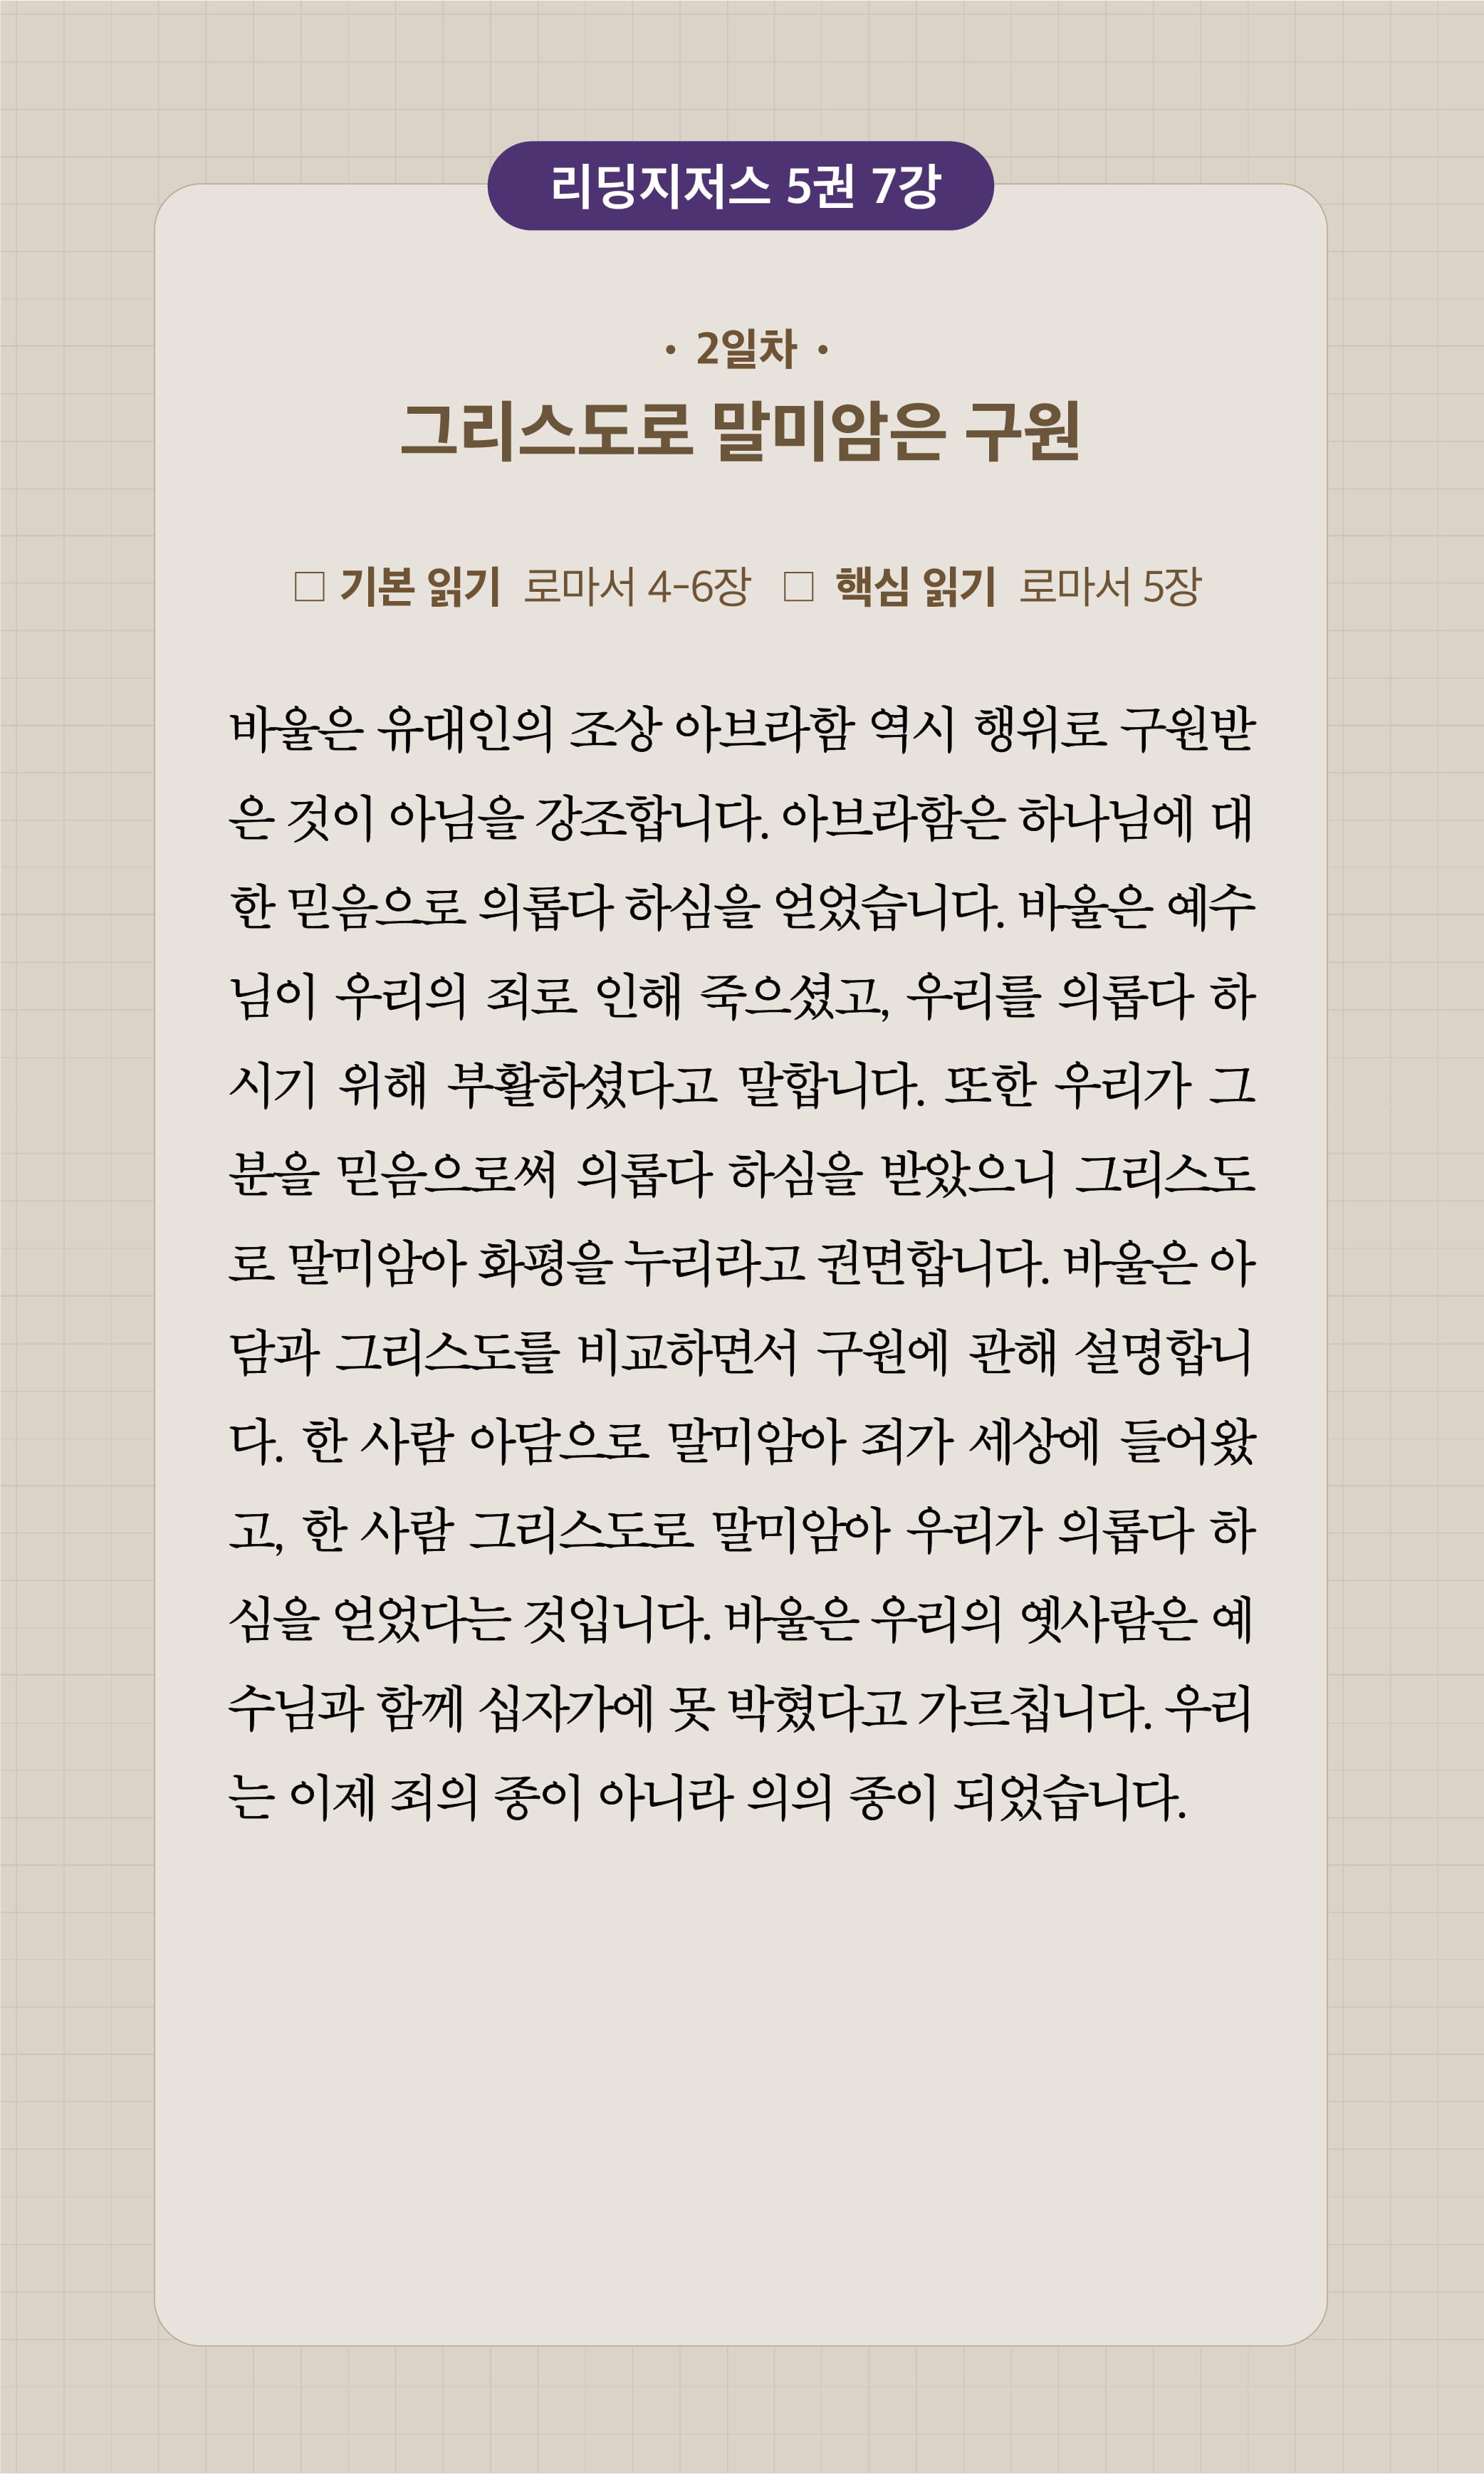 리딩지저스 5권 7강
· 2일차 ·
그리스도로 말미암은 구원
□ 기본 읽기 로마서 4-6장 □ 핵심 읽기 로마서 5장
바울은 유대인의 조상 아브라함 역시 행위로 구원받
은 것이 아님을 강조합니다. 아브라함은 하나님에 대
한 믿음으로 의롭다 하심을 얻었습니다. 바울은 예수
님이 우리의 죄로 인해 죽으셨고, 우리를 의롭다 하
시기 위해 부활하셨다고 말합니다. 또한 우리가 그
분을 믿음으로써 의롭다 하심을 받았으니 그리스도
로 말미암아 화평을 누리라고 권면합니다. 바울은 아
담과 그리스도를 비교하면서 구원에 관해 설명합니
다. 한 사람 아담으로 말미암아 죄가 세상에 들어왔
고, 한 사람 그리스도로 말미암아 우리가 의롭다 하
심을 얻었다는 것입니다. 바울은 우리의 옛사람은 예
수님과 함께 십자가에 못 박혔다고 가르칩니다. 우리
는 이제 죄의 종이 아니라 의의 종이 되었습니다.